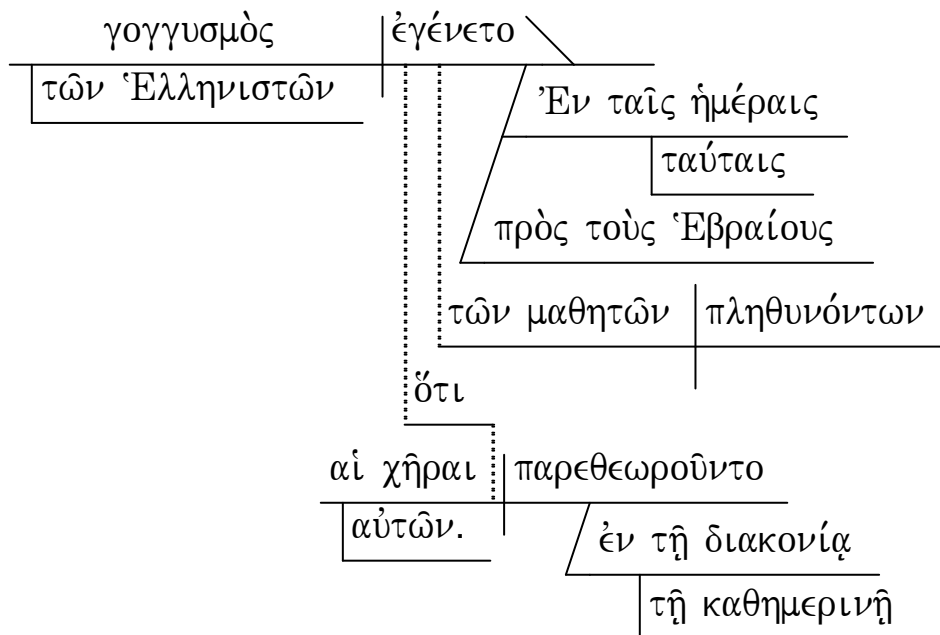 γογγυσμὸς ἐγένετο
τῶν Ἑλληνιστῶν
Ἐν ταῖς ἡμέραις
ταύταις
πρὸς τοὺς Ἑβραίους
τῶν μαθητῶν πληθυνόντων
ὅτι
αἱ χῆραι παρεθεωροῦντο
αὐτῶν.
ἐν τῇ διακονίᾳ
τῇ καθημερινῇ